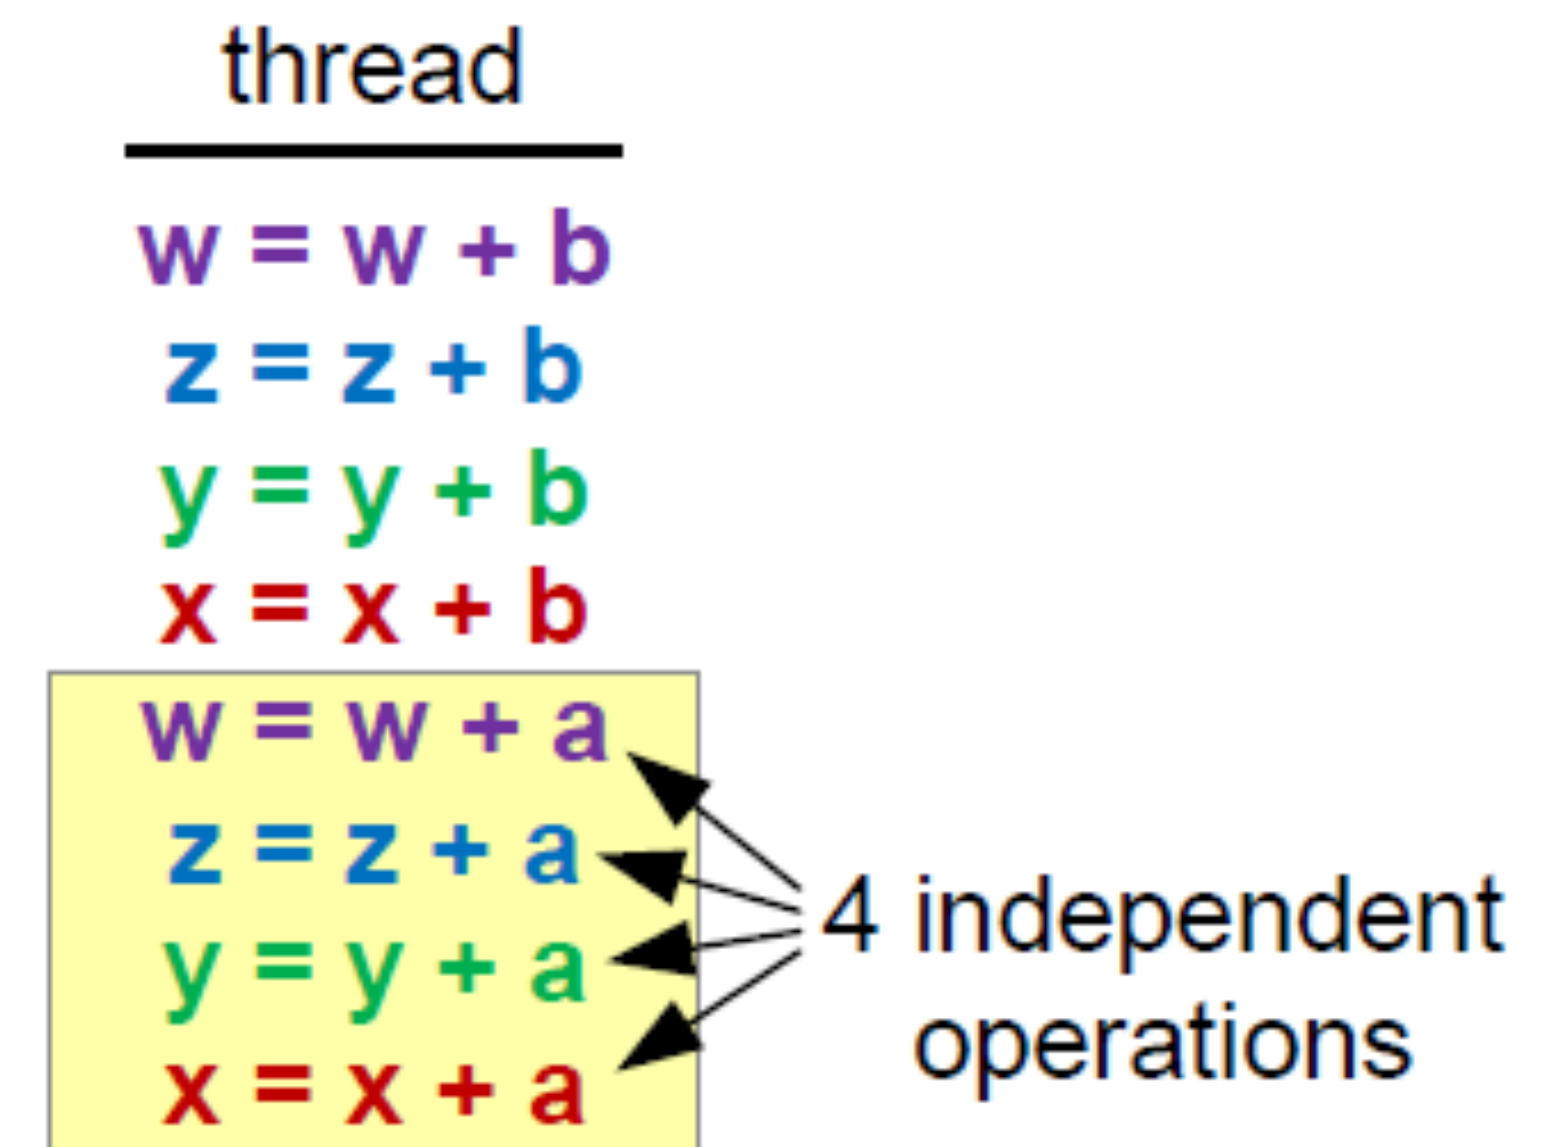 thread
w = w + b
z = z + b
y = y + b
x = x + b
w = w + a
z = z + a
y = y + a
x = x + a
4 independent
operations